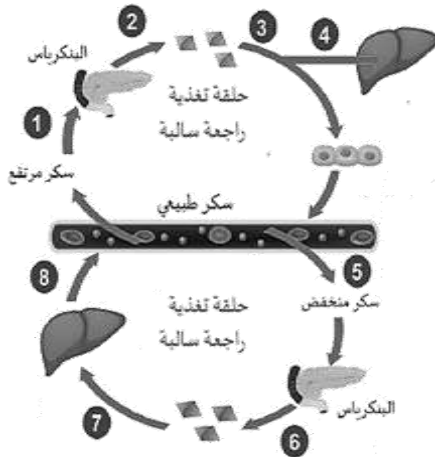 2
3
4
البنكرياس
حلقة تغذية
راجعة سالبة
1
سكر مرتفع
سكر طبيعي
8
5
حلقة تغذية
راجعة سالبة
سكر منخفض
البنكرياس
7
6